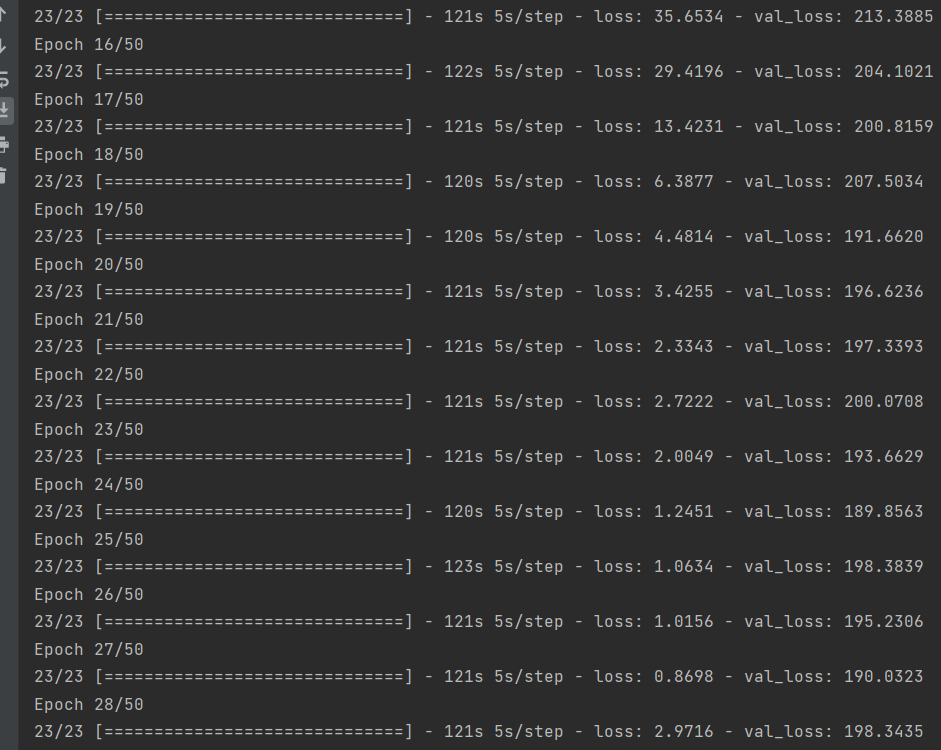 23/23 [==============================] - 121s 5s/step - loss: 35.6534 - val_loss: 213.3885
Epoch 16/50
23/23 [==============================] - 122s 5s/step - loss: 29.4196 - val_loss: 204.1021
Epoch 17/50
23/23 [==============================] - 121s 5s/step - loss: 13.4231 - val_loss: 200.8159
Epoch 18/50
23/23 [==============================] - 120s 5s/step - loss: 6.3877 - val_loss: 207.5034
Epoch 19/50
23/23 [==============================] - 120s 5s/step - loss: 4.4814 - val_loss: 191.6620
Epoch 20/50
23/23 [==============================] - 121s 5s/step - loss: 3.4255 - val_loss: 196.6236
Epoch 21/50
23/23 [==============================] - 121s 5s/step - loss: 2.3343 - val_loss: 197.3393
Epoch 22/50
23/23 [==============================] - 121s 5s/step - loss: 2.7222 - val_loss: 200.0708
Epoch 23/50
23/23 [==============================] - 121s 5s/step - loss: 2.0049 - val_loss: 193.6629
Epoch 24/50
23/23 [==============================] - 120s 5s/step - loss: 1.2451 - val_loss: 189.8563
Epoch 25/50
23/23 [==============================] - 123s 5s/step - loss: 1.0634 - val_loss: 198.3839
Epoch 26/50
23/23 [==============================] - 121s 5s/step - loss: 1.0156 - val_loss: 195.2306
Epoch 27/50
23/23 [==============================] - 121s 5s/step - loss: 0.8698 - val_loss: 190.0323
Epoch 28/50
23/23 [==============================] - 121s 5s/step - loss: 2.9716 - val_loss: 198.3435